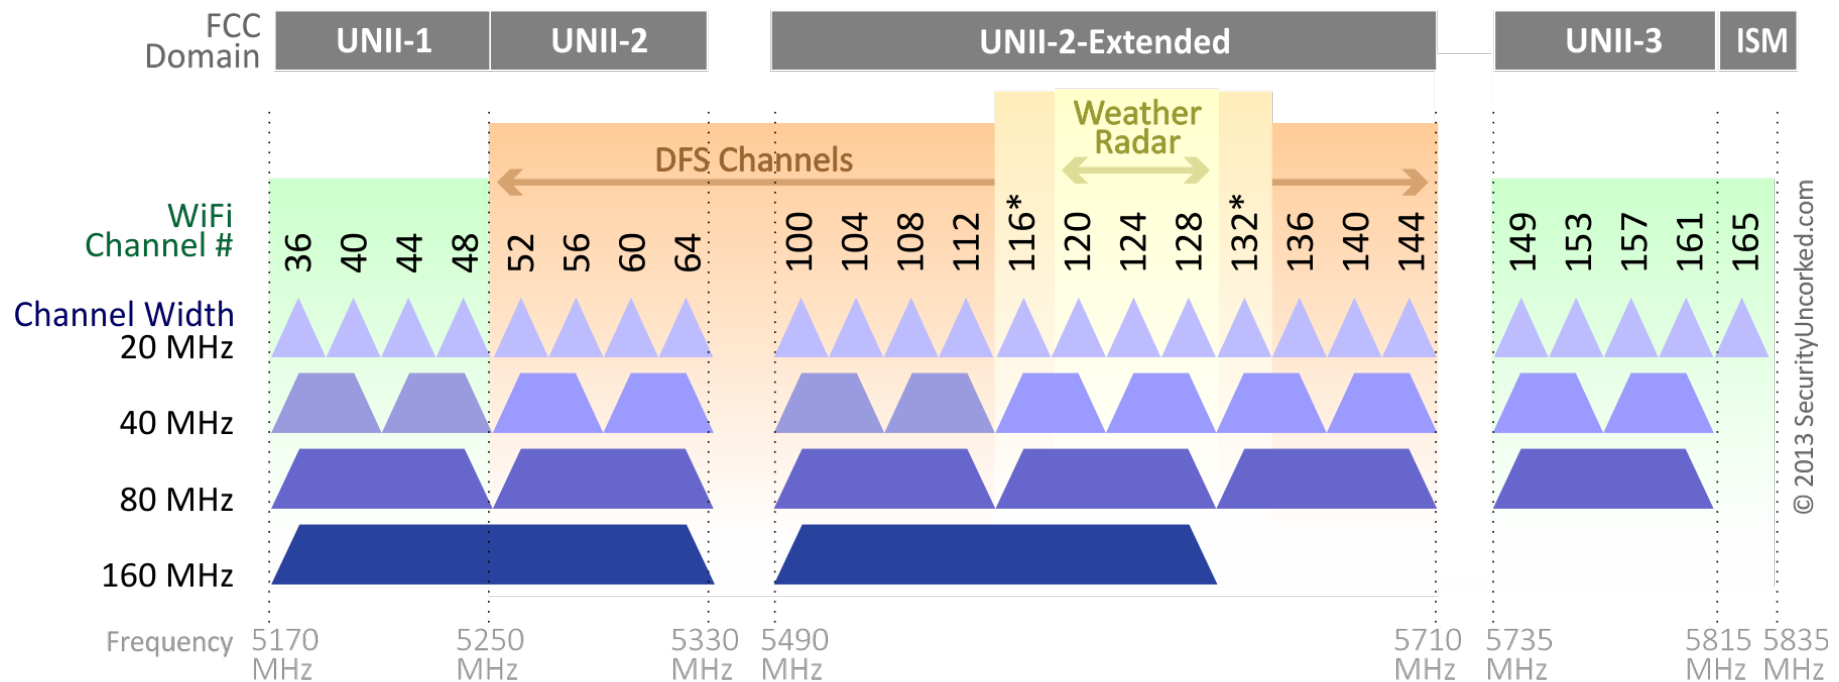 FCC
Domain
UNII-1
UNII-2
UNII-2-Extended
UNII-3
ISM
Weather
Radar
DFS Channels
WiFi
Channel #
36
40
44
48
52
56
60
64
100
104
108
112
116*
120
124
128
132*
136
140
144
149
153
157
161
165
Channel Width
20 MHz
40 MHz
80 MHz
160 MHz
Frequency
5170
MHz
5250
MHz
5330
MHz
5490
MHz
5710
MHz
5735
MHz
5815
MHz
5835
MHz
© 2013 SecurityUncorked.com